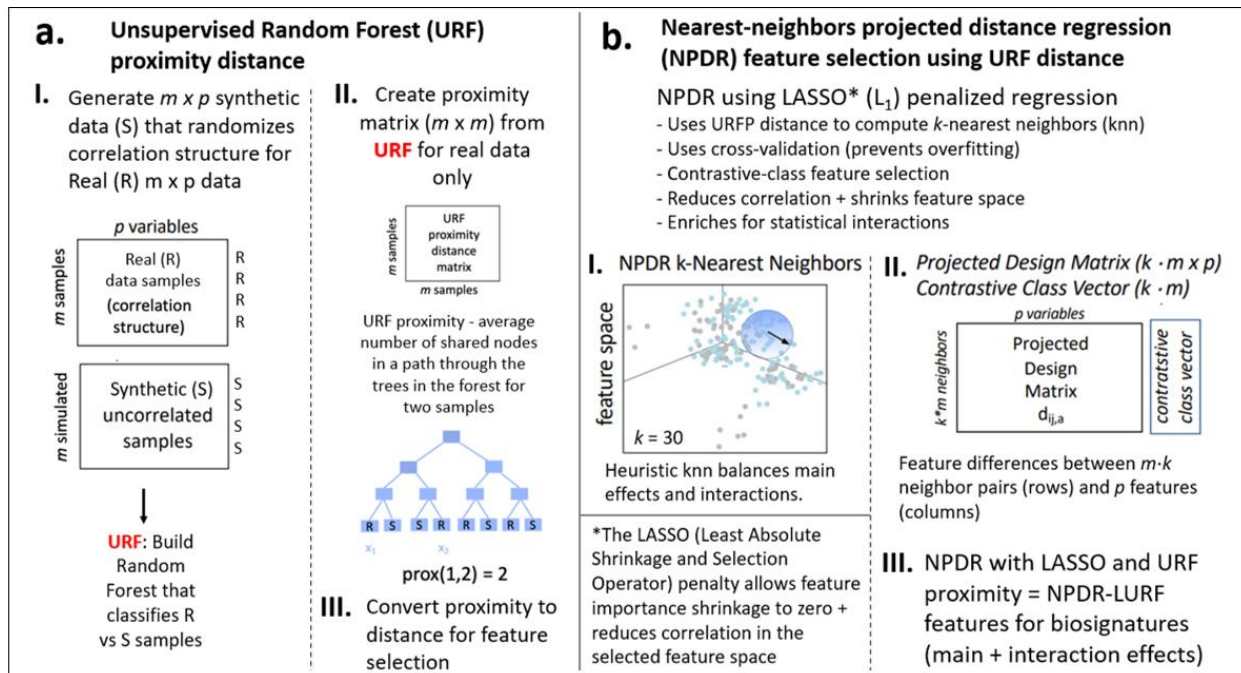 a. Unsupervised Random Forest (URF)
proximity distance
I. Generate m x p synthetic
data (S) that randomizes
correlation structure for
Real (R) m x p data
p variables
m samples
Real (R)
data samples
(correlation
structure)
R
R
R
R
m simulated
Synthetic (S)
uncorrelated
samples
S
S
S
S
URF: Build
Random
Forest that
classifies R
vs S samples
II. Create proximity
matrix (m x m) from
URF for real data
only
m samples
URF
proximity
distance
matrix
m samples
URF proximity - average
number of shared nodes
in a path through the
trees in the forest for
two samples
R S S R R S R S
x₁ x₂
prox(1,2) = 2
III. Convert proximity to
distance for feature
selection
b. Nearest-neighbors projected distance regression
(NPDR) feature selection using URF distance
NPDR using LASSO* (L₁) penalized regression
- Uses URFP distance to compute k-nearest neighbors (knn)
- Uses cross-validation (prevents overfitting)
- Contrastive-class feature selection
- Reduces correlation + shrinks feature space
- Enriches for statistical interactions
I. NPDR k-Nearest Neighbors
feature space
k = 30
Heuristic knn balances main
effects and interactions.
*The LASSO (Least Absolute
Shrinkage and Selection
Operator) penalty allows feature
importance shrinkage to zero +
reduces correlation in the
selected feature space
II. Projected Design Matrix (k · m x p)
Contrastive Class Vector (k · m)
p variables
k*m neighbors
Projected
Design
Matrix
d_ij,a
contratstive
class vector
Feature differences between m·k
neighbor pairs (rows) and p features
(columns)
III. NPDR with LASSO and URF
proximity = NPDR-LURF
features for biosignatures
(main + interaction effects)